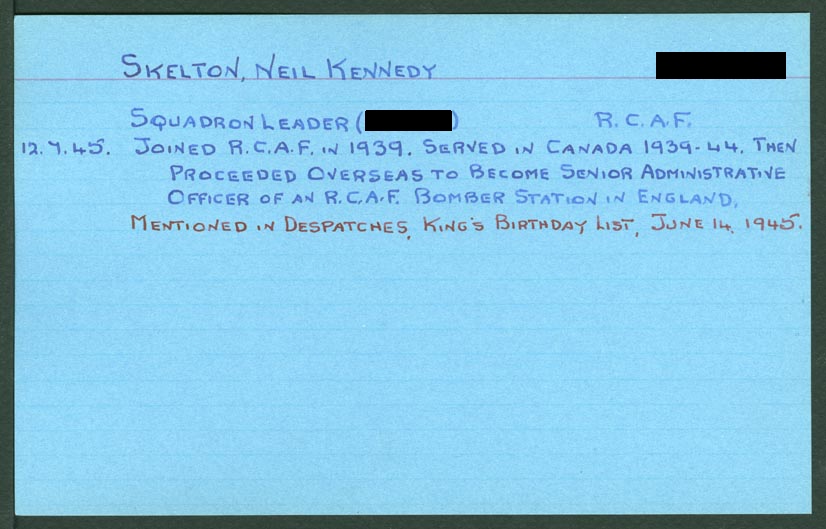 SKELTON, NEIL KENNEDY
SQUADRON LEADER ( ) R.C.A.F.
12.7.45. JOINED R.C.A.F. IN 1939. SERVED IN CANADA 1939-44. THEN
PROCEEDED OVERSEAS TO BECOME SENIOR ADMINISTRATIVE
OFFICER OF AN R.C.A.F. BOMBER STATION IN ENGLAND.
MENTIONED IN DESPATCHES, KING'S BIRTHDAY LIST, JUNE 14, 1945.